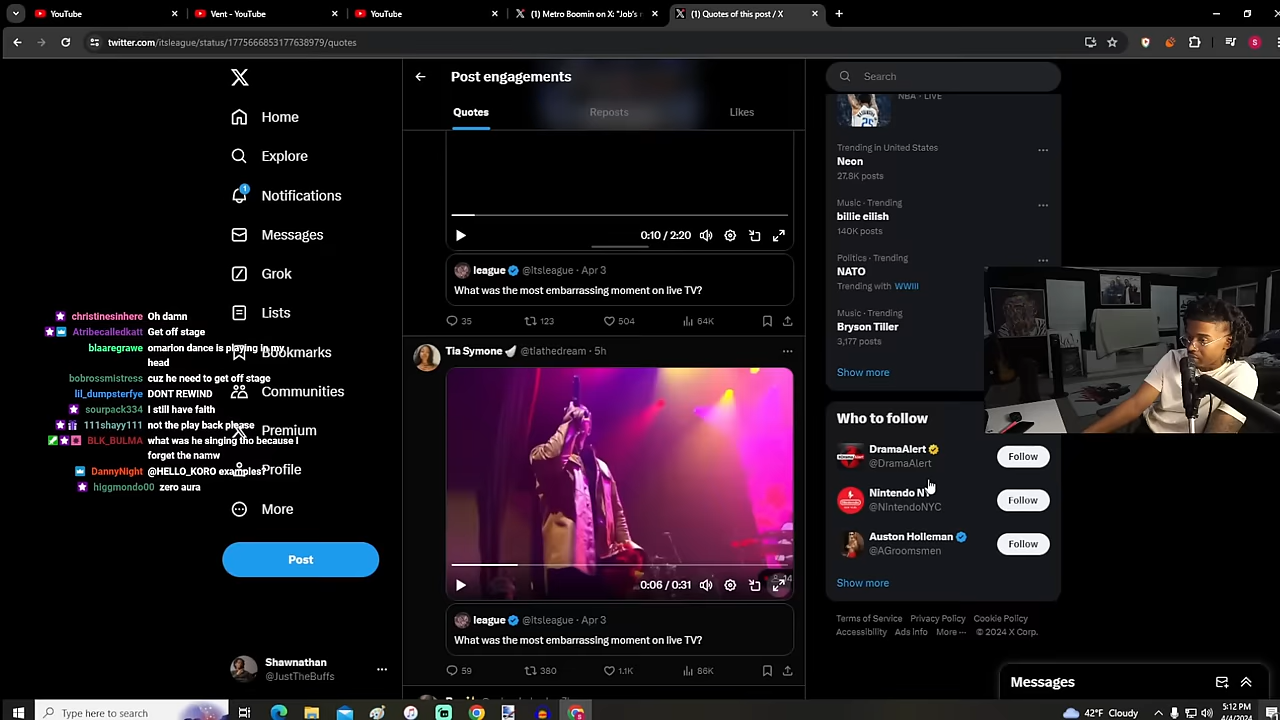 YouTube
Vent - YouTube
YouTube
(1) Metro Boomin on X: "Job's
(1) Quotes of this post / X
twitter.com/itsleague/status/1775666853177638979/quotes
Post engagements
Quotes
Reposts
Likes
Home
Explore
1
Notifications
Messages
Grok
Lists
Bookmarks
Communities
Premium
Profile
More
Post
Shawnathan
@JustTheBuffs
christinesinhere Oh damn
Atribecalledkatt Get off stage
blaaregrawe omarion dance is playing in my
head
bobrossmistress cuz he need to get off stage
lil_dumpsterfye DONT REWIND
sourpack334 I still have faith
111shayy111 not the play back please
BLK_BULMA what was he singing tho because I
forget the namw
DannyNight @HELLO_KORO examples?
higgmondo00 zero aura
0:10 / 2:20
league @itsleague · Apr 3
What was the most embarrassing moment on live TV?
35
123
504
64K
Tia Symone @tiathedream · 5h
0:06 / 0:31
league @itsleague · Apr 3
What was the most embarrassing moment on live TV?
59
380
1.1K
86K
Search
NBA · LIVE
Trending in United States
Neon
27.8K posts
Music · Trending
billie eilish
140K posts
Politics · Trending
NATO
Trending with WWIII
Music · Trending
Bryson Tiller
3,177 posts
Show more
Who to follow
DramaAlert
@DramaAlert
Follow
Nintendo NY
@NintendoNYC
Follow
Auston Holleman
@AGroomsmen
Follow
Show more
Terms of Service Privacy Policy Cookie Policy
Accessibility Ads info More ··· © 2024 X Corp.
Messages
Type here to search
42°F Cloudy
5:12 PM
4/4/2024